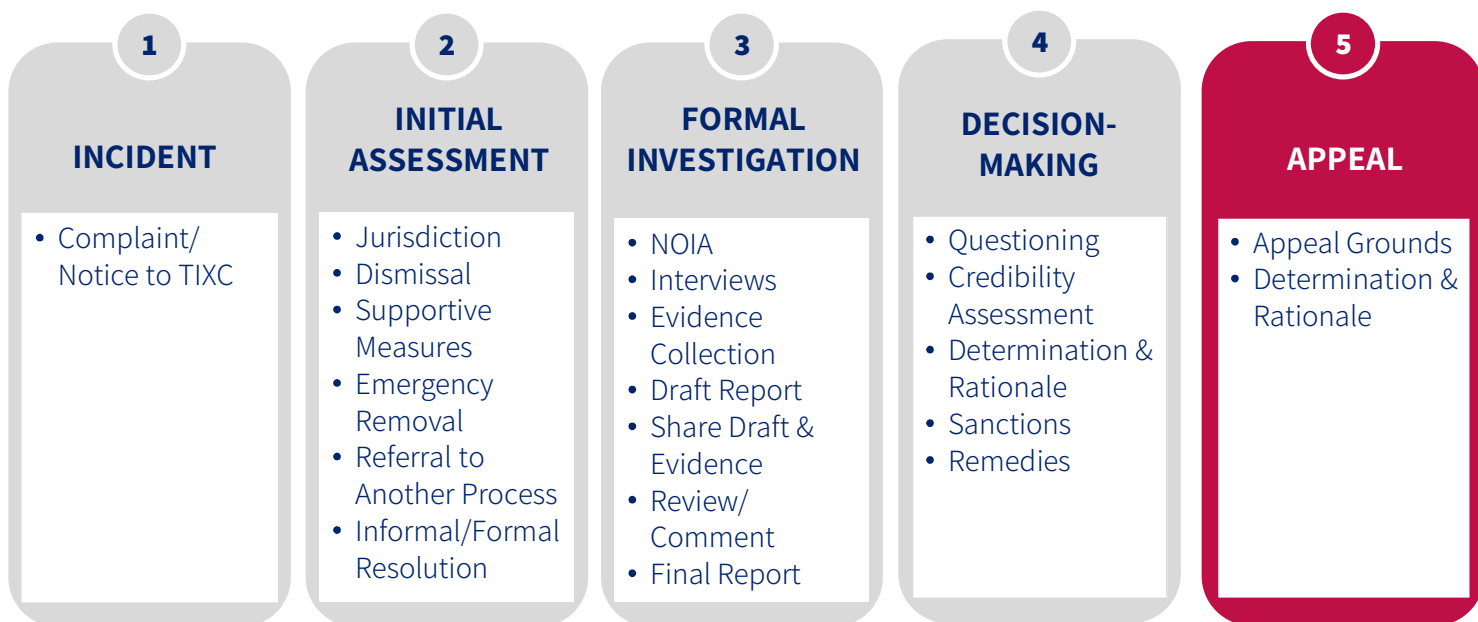 1
INCIDENT
• Complaint/
Notice to TIXC
2
INITIAL
ASSESSMENT
• Jurisdiction
• Dismissal
• Supportive
Measures
• Emergency
Removal
• Referral to
Another Process
• Informal/Formal
Resolution
3
FORMAL
INVESTIGATION
• NOIA
• Interviews
• Evidence
Collection
• Draft Report
• Share Draft &
Evidence
• Review/
Comment
• Final Report
4
DECISION-
MAKING
• Questioning
• Credibility
Assessment
• Determination &
Rationale
• Sanctions
• Remedies
5
APPEAL
• Appeal Grounds
• Determination &
Rationale